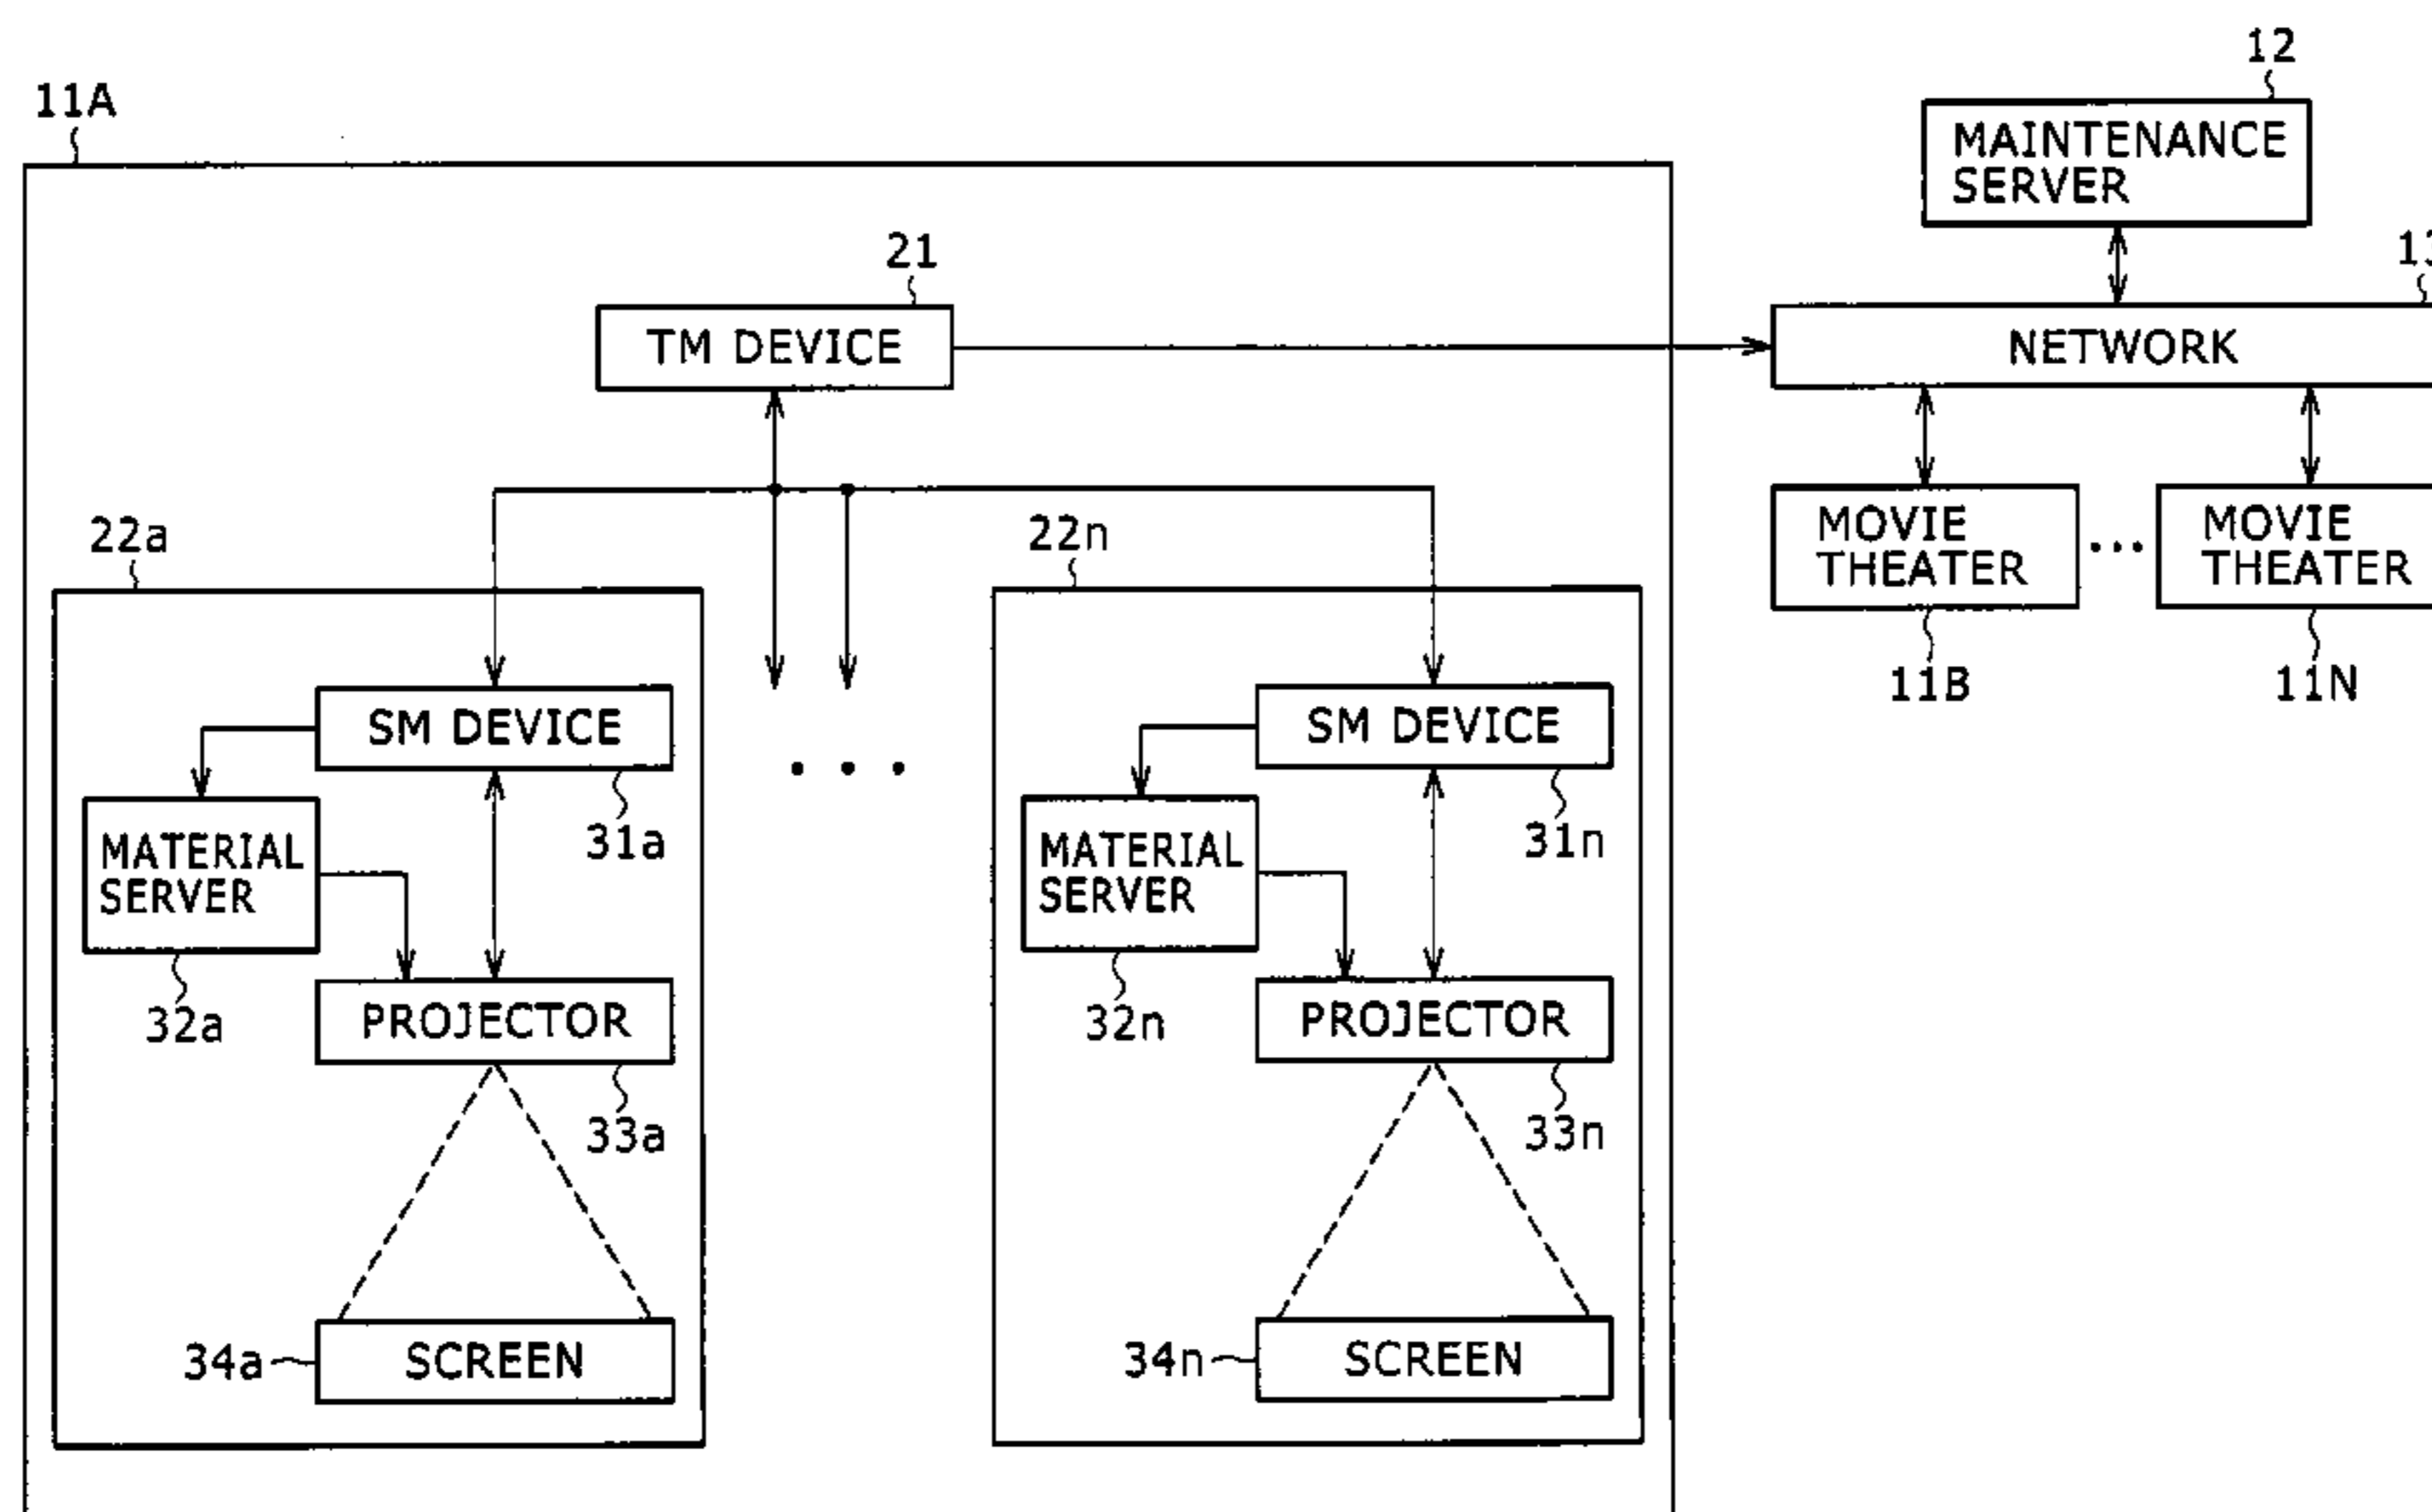 12
11A
MAINTENANCE
SERVER
21
13
TM DEVICE
NETWORK
22a
22n
MOVIE
THEATER
...
MOVIE
THEATER
11B
11N
SM DEVICE
SM DEVICE
. . .
31a
31n
MATERIAL
SERVER
MATERIAL
SERVER
32a
32n
PROJECTOR
PROJECTOR
33a
33n
34a
SCREEN
34n
SCREEN